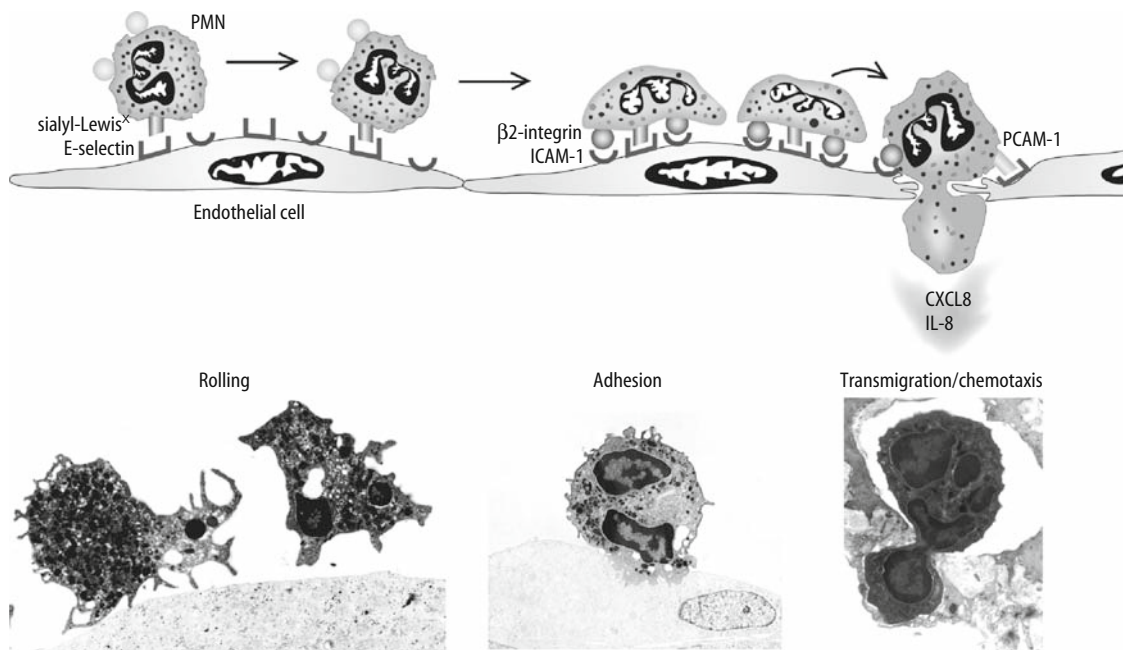 PMN
sialyl-Lewisˣ
E-selectin
β2-integrin
ICAM-1
PCAM-1
Endothelial cell
CXCL8
IL-8
Rolling
Adhesion
Transmigration/chemotaxis